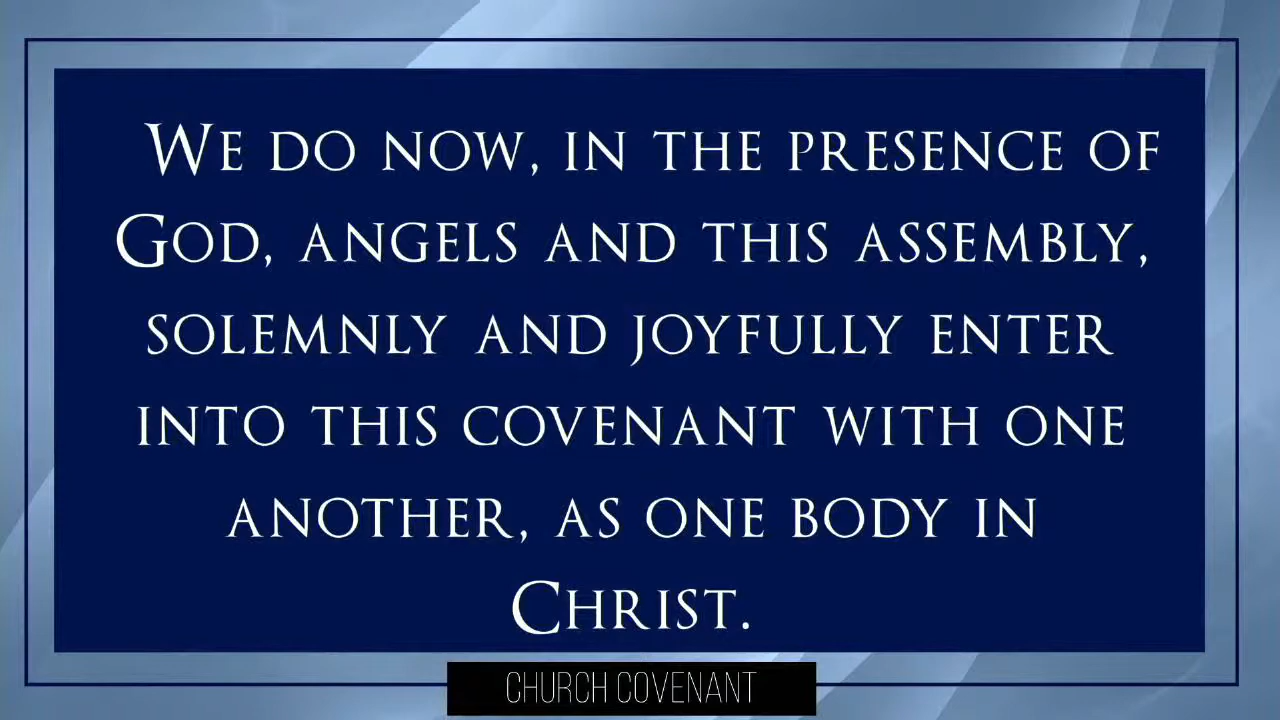 We do now, in the presence of
God, angels and this assembly,
solemnly and joyfully enter
into this covenant with one
another, as one body in
Christ.
CHURCH COVENANT